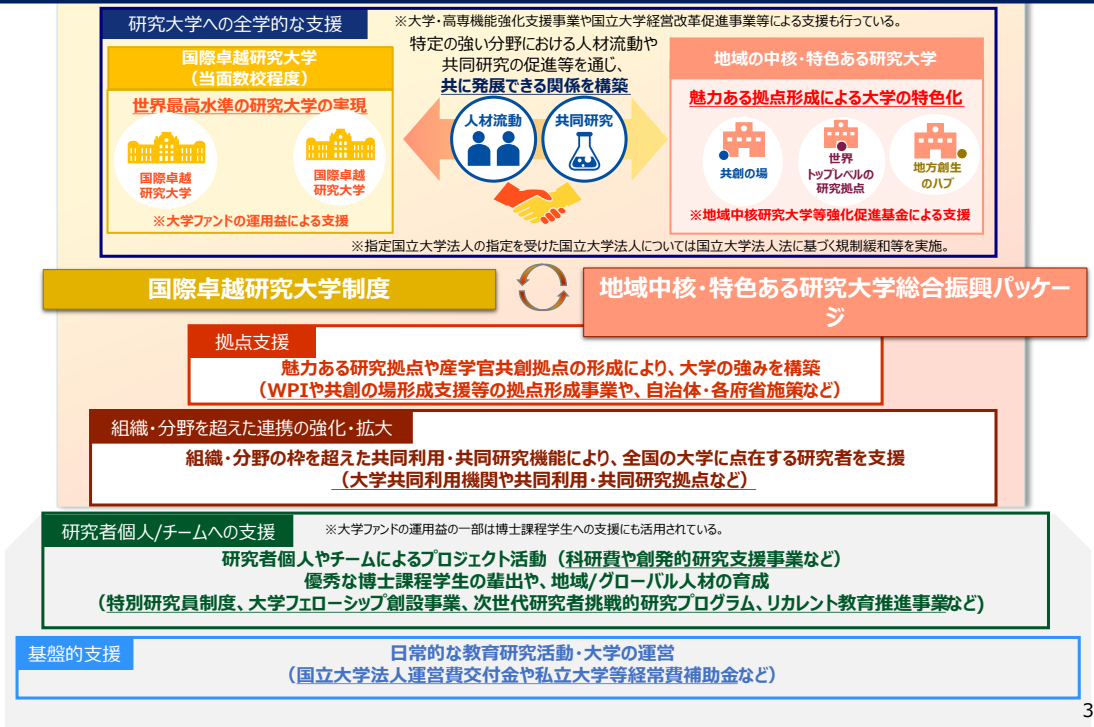 研究大学への全学的な支援
※大学・高専機能強化支援事業や国立大学経営改革促進事業等による支援も行っている。
国際卓越研究大学
(当面数校程度)
世界最高水準の研究大学の実現
国際卓越
研究大学
国際卓越
研究大学
※大学ファンドの運用益による支援
特定の強い分野における人材流動や
共同研究の促進等を通じ、
共に発展できる関係を構築
人材流動
共同研究
地域の中核・特色ある研究大学
魅力ある拠点形成による大学の特色化
共創の場
世界
トップレベルの
研究拠点
地方創生
のハブ
※地域中核研究大学等強化促進基金による支援
※指定国立大学法人の指定を受けた国立大学法人については国立大学法人法に基づく規制緩和等を実施。
国際卓越研究大学制度
地域中核・特色ある研究大学総合振興パッケー
ジ
拠点支援
魅力ある研究拠点や産学官共創拠点の形成により、大学の強みを構築
(WPIや共創の場形成支援等の拠点形成事業や、自治体・各府省施策など)
組織・分野を超えた連携の強化・拡大
組織・分野の枠を超えた共同利用・共同研究機能により、全国の大学に点在する研究者を支援
(大学共同利用機関や共同利用・共同研究拠点など)
研究者個人/チームへの支援
※大学ファンドの運用益の一部は博士課程学生への支援にも活用されている。
研究者個人やチームによるプロジェクト活動(科研費や創発的研究支援事業など)
優秀な博士課程学生の輩出や、地域/グローバル人材の育成
(特別研究員制度、大学フェローシップ創設事業、次世代研究者挑戦的研究プログラム、リカレント教育推進事業など)
基盤的支援
日常的な教育研究活動・大学の運営
(国立大学法人運営費交付金や私立大学等経常費補助金など)
3